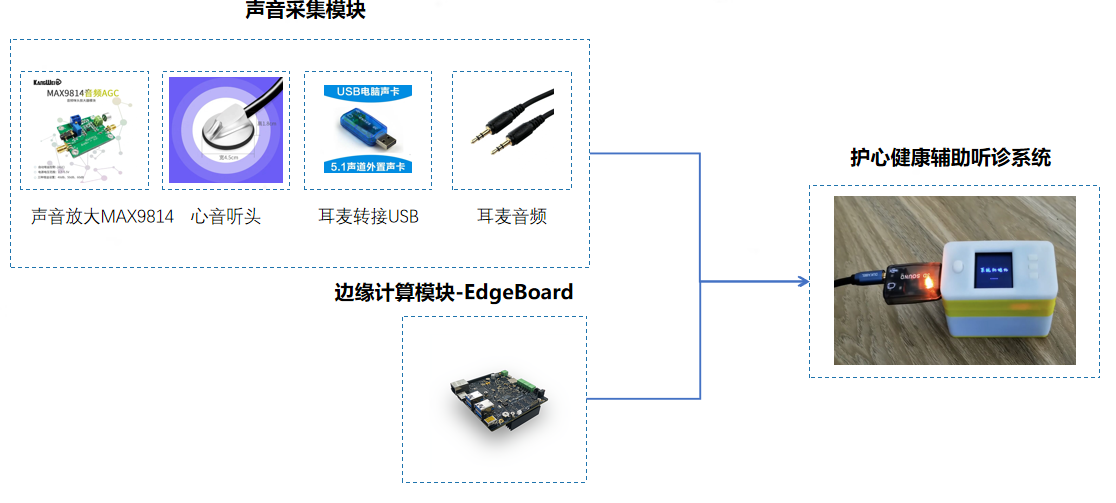 声音采集模块
KANGWEI
MAX9814音频AGC
宽4.5cm
USB电脑声卡
5.1声道外置声卡
声音放大MAX9814
心音听头
耳麦转接USB
耳麦音频
护心健康辅助听诊系统
边缘计算模块-EdgeBoard